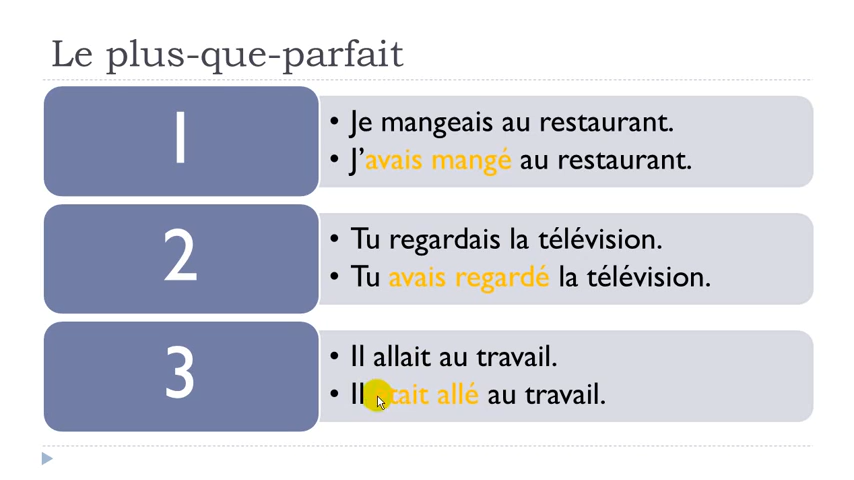 Le plus-que-parfait
1
Je mangeais au restaurant.
J’avais mangé au restaurant.
2
Tu regardais la télévision.
Tu avais regardé la télévision.
3
Il allait au travail.
Il était allé au travail.